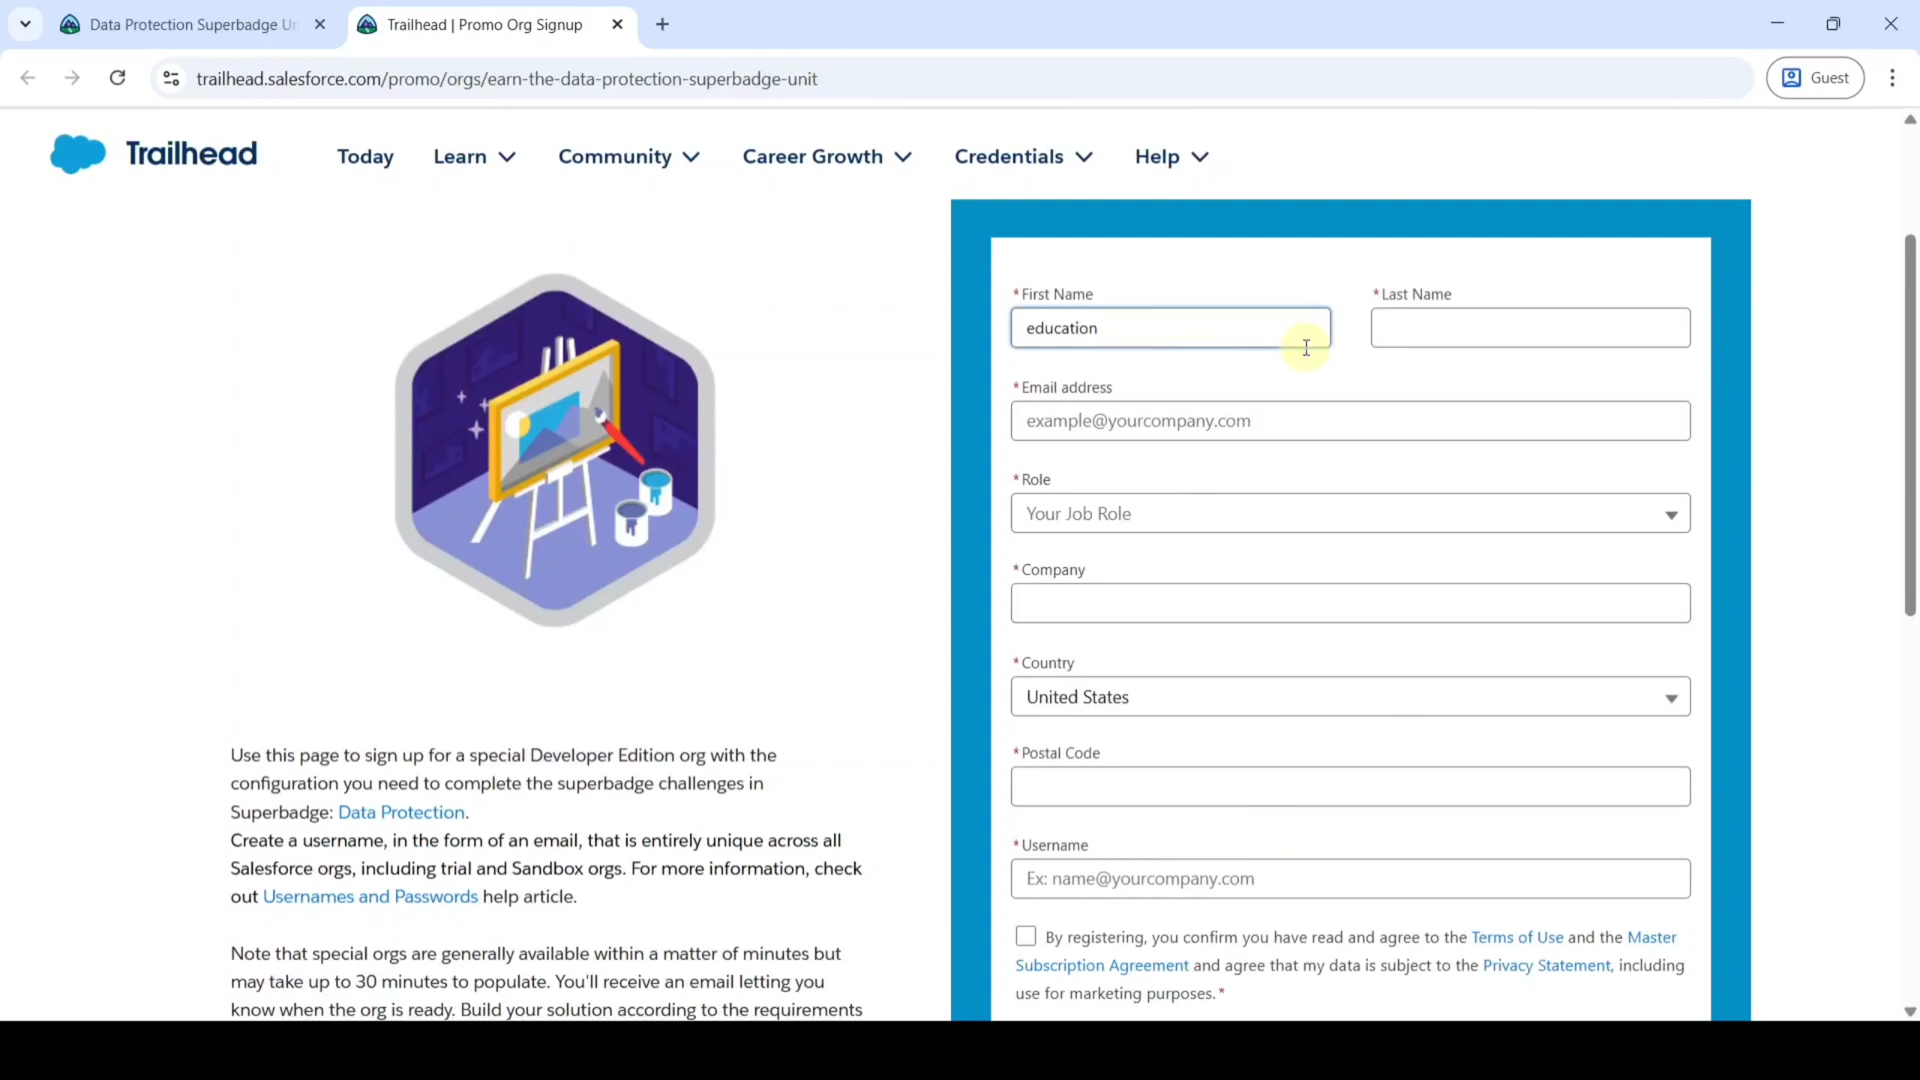 Data Protection Superbadge Un
Trailhead | Promo Org Signup
trailhead.salesforce.com/promo/orgs/earn-the-data-protection-superbadge-unit
Guest
Trailhead
Today
Learn
Community
Career Growth
Credentials
Help
* First Name
* Last Name
education
* Email address
example@yourcompany.com
* Role
Your Job Role
* Company
* Country
United States
* Postal Code
* Username
Ex: name@yourcompany.com
By registering, you confirm you have read and agree to the Terms of Use and the Master
Subscription Agreement and agree that my data is subject to the Privacy Statement, including
use for marketing purposes. *
Use this page to sign up for a special Developer Edition org with the
configuration you need to complete the superbadge challenges in
Superbadge: Data Protection.
Create a username, in the form of an email, that is entirely unique across all
Salesforce orgs, including trial and Sandbox orgs. For more information, check
out Usernames and Passwords help article.
Note that special orgs are generally available within a matter of minutes but
may take up to 30 minutes to populate. You'll receive an email letting you
know when the org is ready. Build your solution according to the requirements